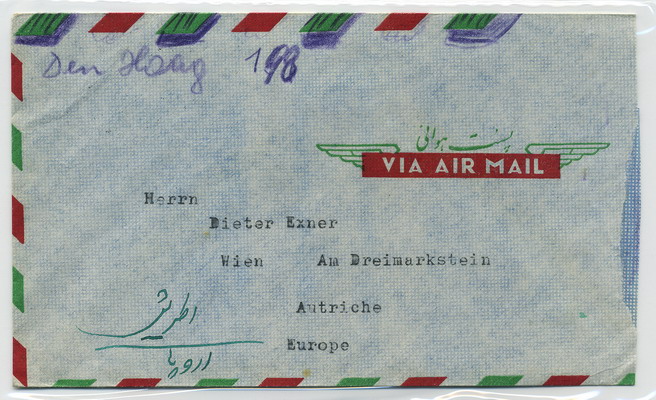 Den Haag 198
پست هوائی
VIA AIR MAIL
Herrn
Dieter Exner
Wien Am Dreimarkstein
Autriche
Europe
اطریش
اروپا